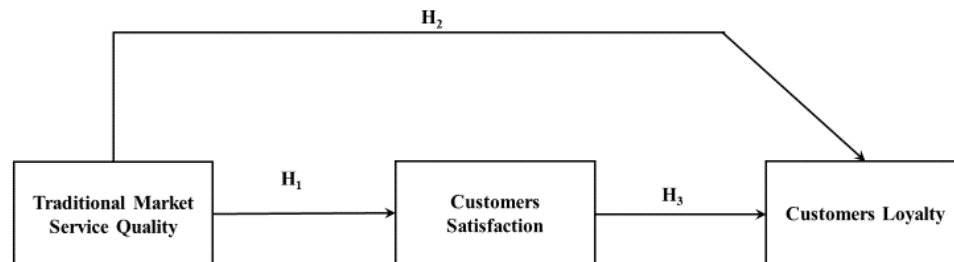 H₂
H₁
H₃
Traditional Market
Service Quality
Customers
Satisfaction
Customers Loyalty